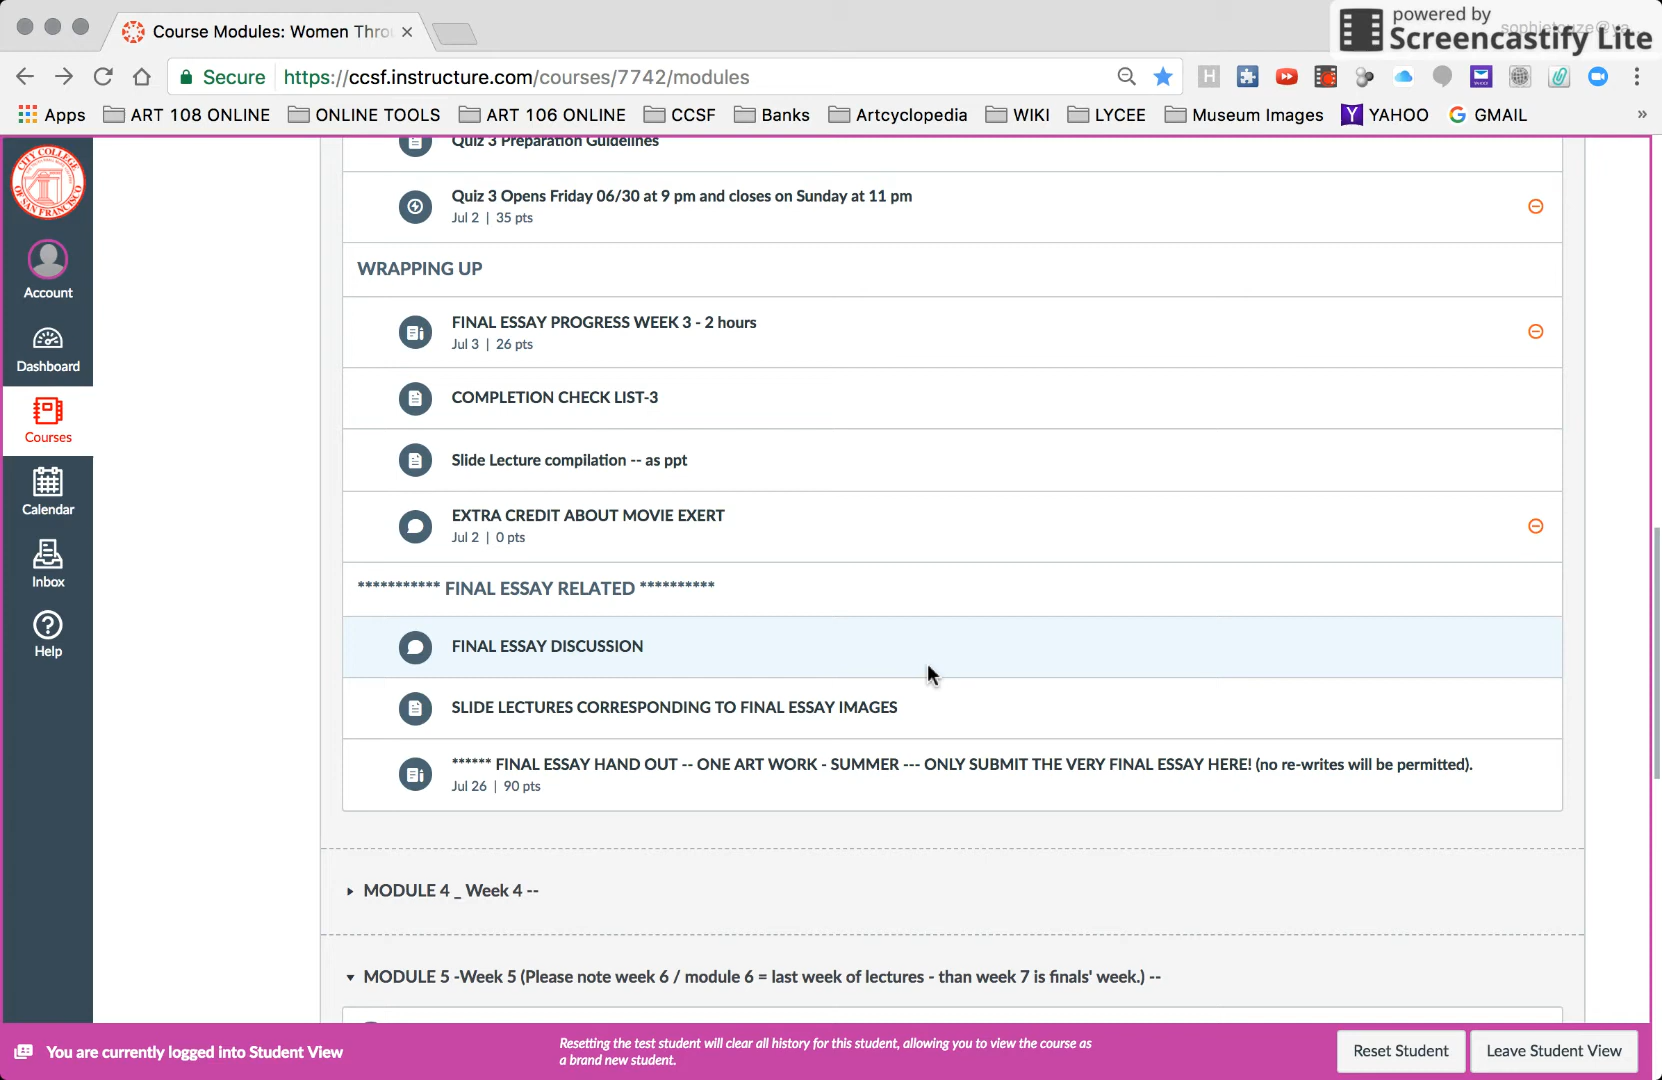 Course Modules: Women Thro
powered by
Screencastify Lite
Secure
https://ccsf.instructure.com/courses/7742/modules
Apps
ART 108 ONLINE
ONLINE TOOLS
ART 106 ONLINE
CCSF
Banks
Artcyclopedia
WIKI
LYCEE
Museum Images
YAHOO
GMAIL
»
CITY COLLEGE
OF SAN FRANCISCO
Account
Dashboard
Courses
Calendar
Inbox
Help
Quiz 3 Preparation Guidelines
Quiz 3 Opens Friday 06/30 at 9 pm and closes on Sunday at 11 pm
Jul 2 | 35 pts
WRAPPING UP
FINAL ESSAY PROGRESS WEEK 3 - 2 hours
Jul 3 | 26 pts
COMPLETION CHECK LIST-3
Slide Lecture compilation -- as ppt
EXTRA CREDIT ABOUT MOVIE EXERT
Jul 2 | 0 pts
*********** FINAL ESSAY RELATED **********
FINAL ESSAY DISCUSSION
SLIDE LECTURES CORRESPONDING TO FINAL ESSAY IMAGES
****** FINAL ESSAY HAND OUT -- ONE ART WORK - SUMMER --- ONLY SUBMIT THE VERY FINAL ESSAY HERE! (no re-writes will be permitted).
Jul 26 | 90 pts
MODULE 4 _ Week 4 --
MODULE 5 -Week 5 (Please note week 6 / module 6 = last week of lectures - than week 7 is finals' week.) --
You are currently logged into Student View
Resetting the test student will clear all history for this student, allowing you to view the course as
a brand new student.
Reset Student
Leave Student View